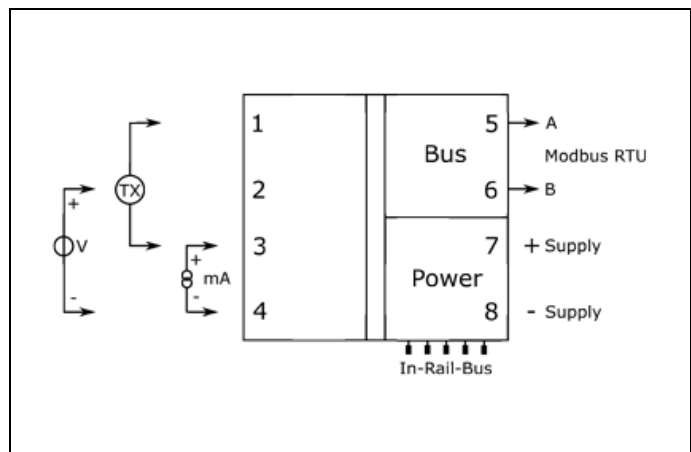 1 5 A
Bus Modbus RTU
TX 2 6 B
+
V 3 7 + Supply
+
mA Power
- - 4 8 - Supply
In-Rail-Bus